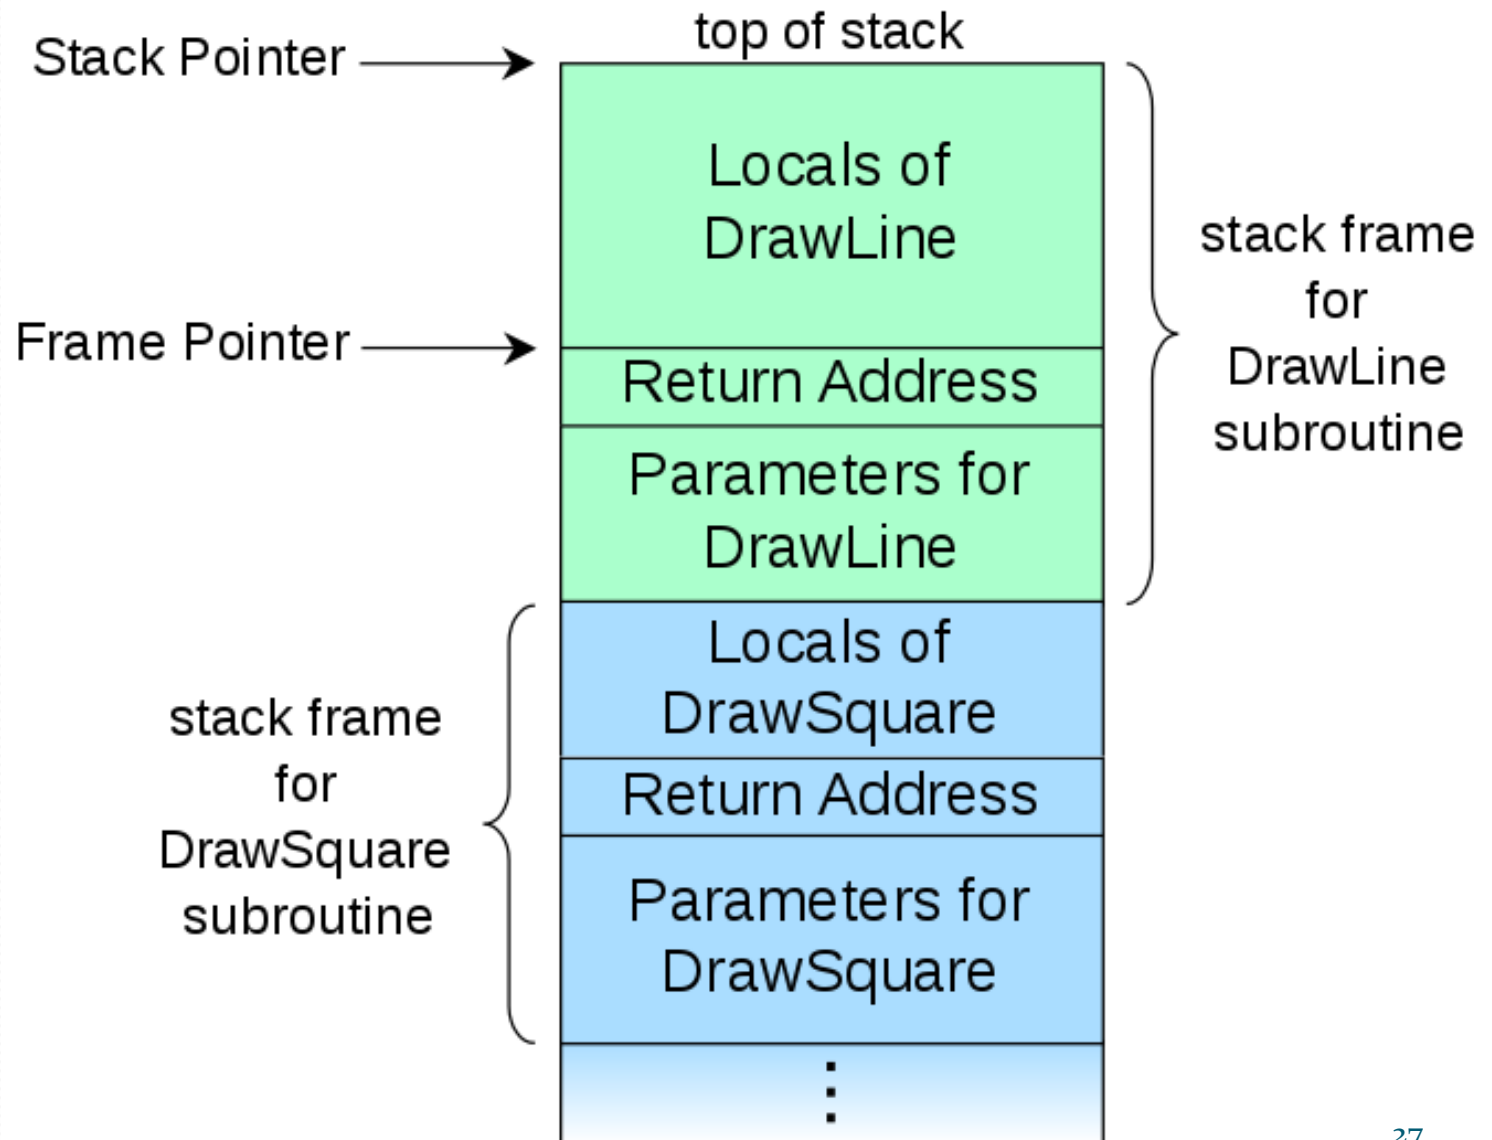 top of stack
Stack Pointer
Locals of
DrawLine
stack frame
for
DrawLine
subroutine
Frame Pointer
Return Address
Parameters for
DrawLine
Locals of
DrawSquare
stack frame
for
DrawSquare
subroutine
Return Address
Parameters for
DrawSquare
⋮
37